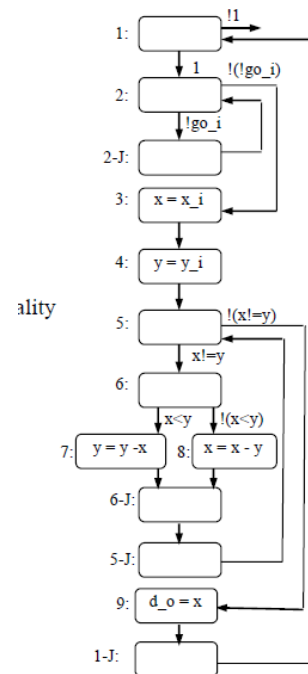 !1
1:
1
!(!go_i)
2:
!go_i
2-J:
3: x = x_i
4: y = y_i
ality
5: !(x!=y)
x!=y
6:
x<y !(x<y)
7: y = y -x 8: x = x - y
6-J:
5-J:
9: d_o = x
1-J: